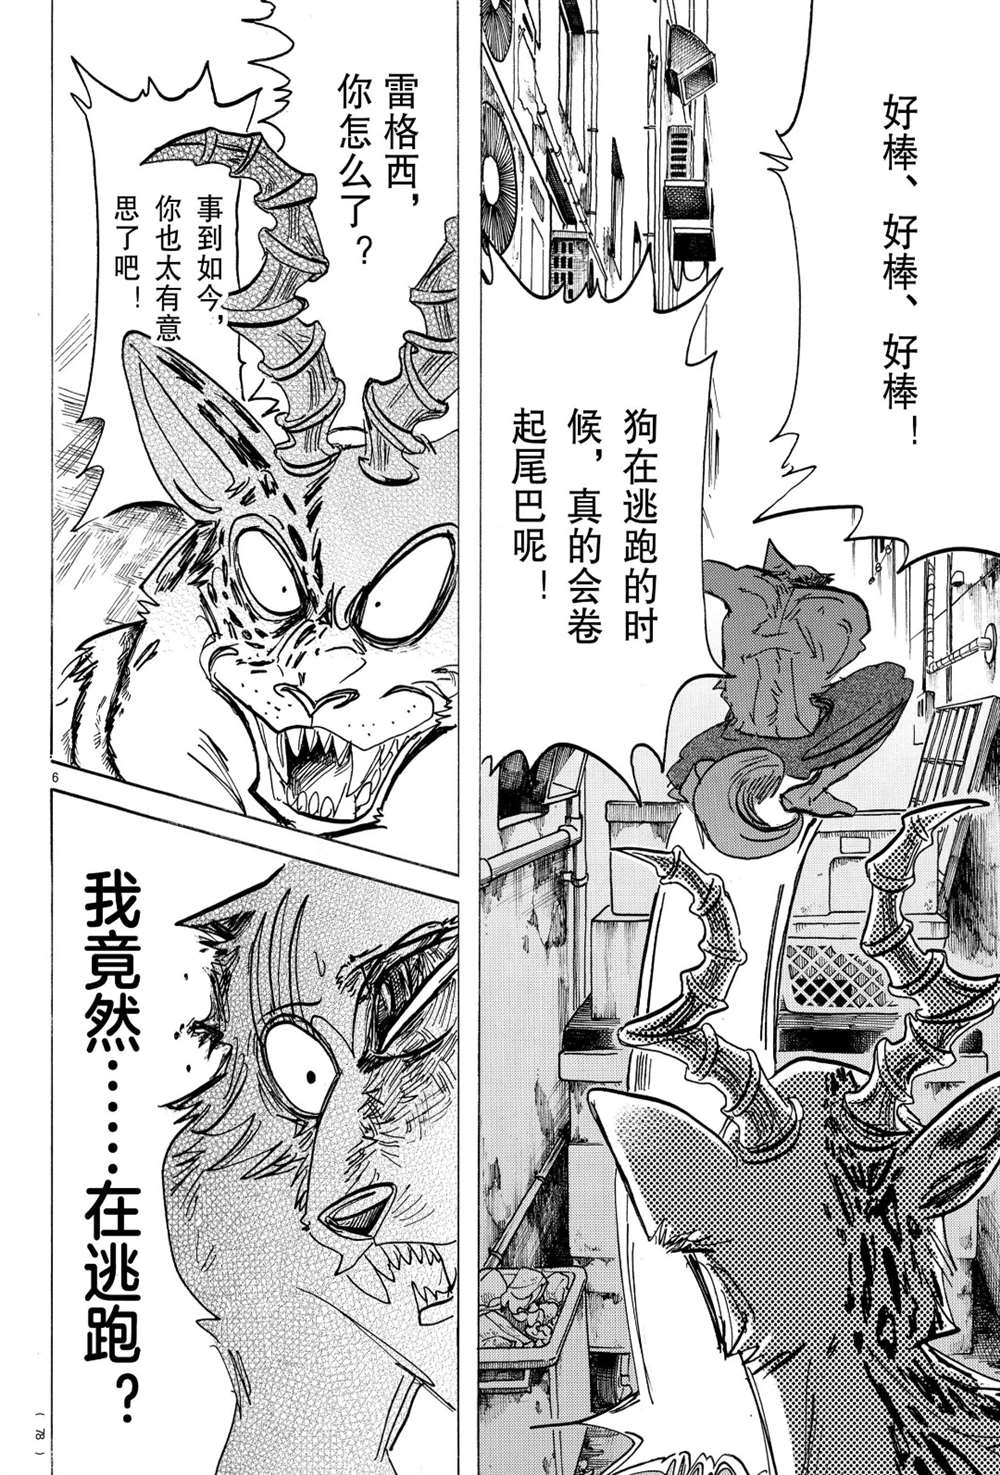 好棒、好棒、好棒！
狗在逃跑的时
候，真的会卷
起尾巴呢！
雷格西，
你怎么了？
事到如今，
你也太有意
思了吧！
6
我竟然……在逃跑？
( 78 )